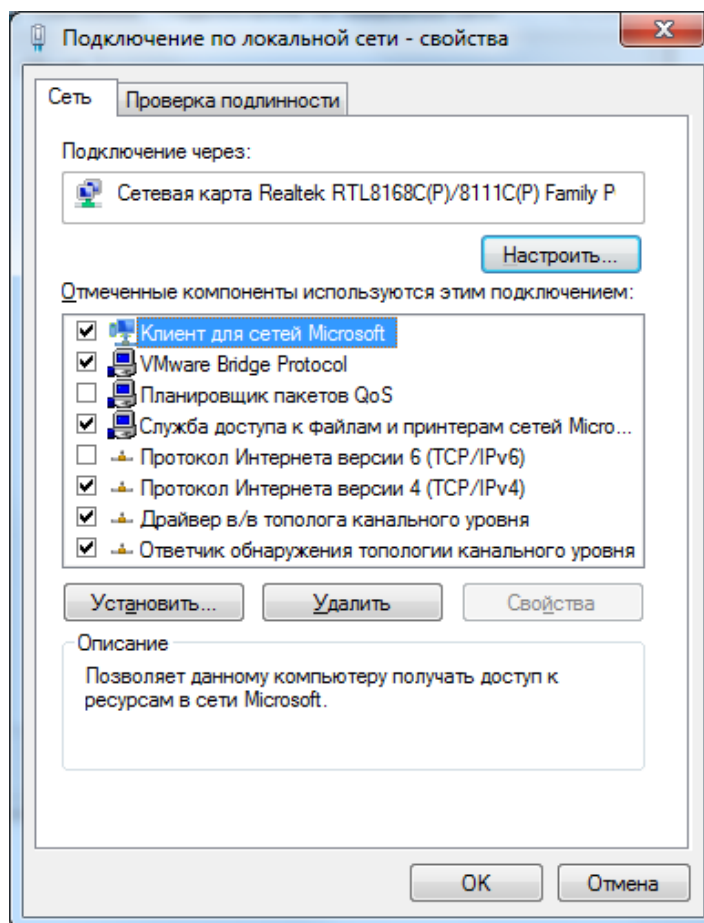 Подключение по локальной сети - свойства
Сеть
Проверка подлинности
Подключение через:
Сетевая карта Realtek RTL8168C(P)/8111C(P) Family P
Настроить...
Отмеченные компоненты используются этим подключением:
Клиент для сетей Microsoft
VMware Bridge Protocol
Планировщик пакетов QoS
Служба доступа к файлам и принтерам сетей Micro...
Протокол Интернета версии 6 (TCP/IPv6)
Протокол Интернета версии 4 (TCP/IPv4)
Драйвер в/в тополога канального уровня
Ответчик обнаружения топологии канального уровня
Установить...
Удалить
Свойства
Описание
Позволяет данному компьютеру получать доступ к
ресурсам в сети Microsoft.
OK
Отмена